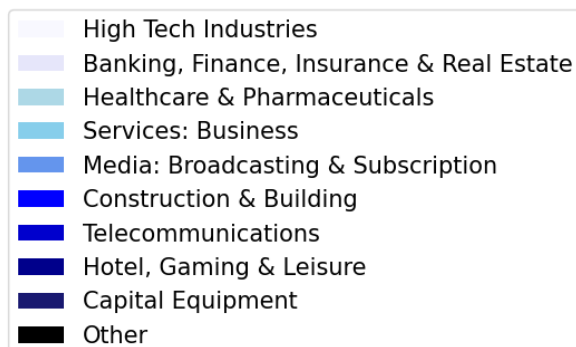 High Tech Industries
Banking, Finance, Insurance & Real Estate
Healthcare & Pharmaceuticals
Services: Business
Media: Broadcasting & Subscription
Construction & Building
Telecommunications
Hotel, Gaming & Leisure
Capital Equipment
Other